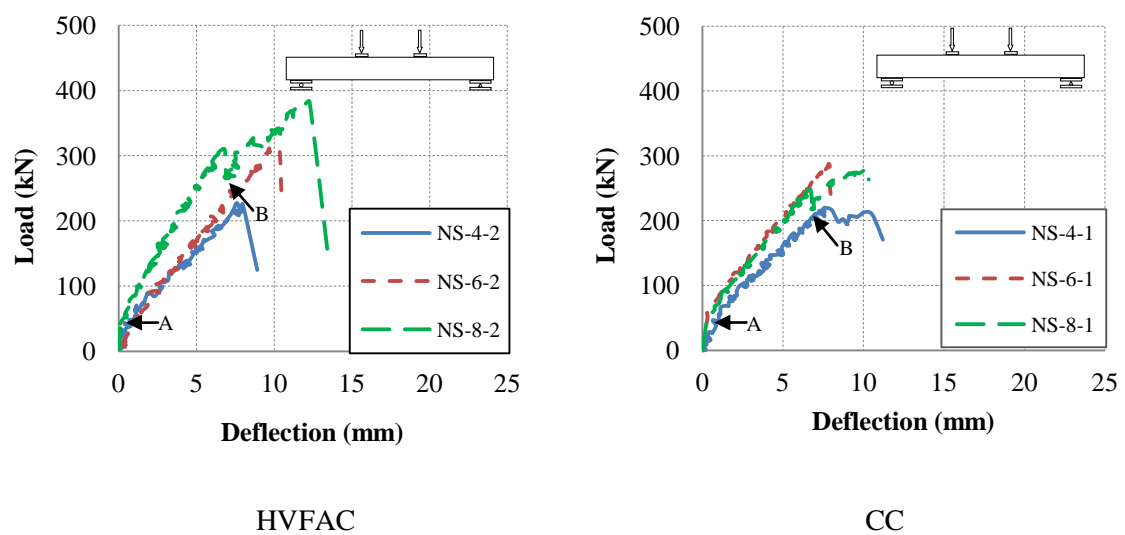 500
400
300
200
100
0
Load (kN)
0 5 10 15 20 25
Deflection (mm)
A
B
NS-4-2
NS-6-2
NS-8-2
HVFAC
500
400
300
200
100
0
Load (kN)
0 5 10 15 20 25
Deflection (mm)
A
B
NS-4-1
NS-6-1
NS-8-1
CC